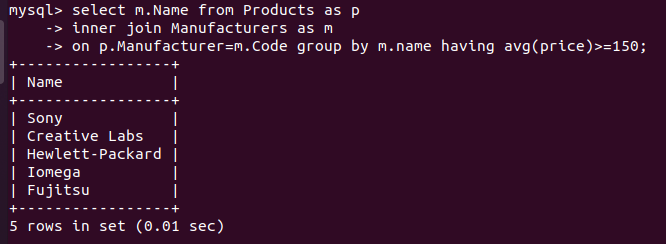 mysql> select m.Name from Products as p
    -> inner join Manufacturers as m
    -> on p.Manufacturer=m.Code group by m.name having avg(price)>=150;
+-----------------+
| Name            |
+-----------------+
| Sony            |
| Creative Labs   |
| Hewlett-Packard |
| Iomega          |
| Fujitsu         |
+-----------------+
5 rows in set (0.01 sec)